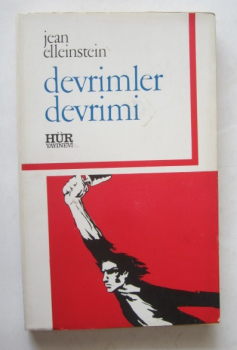 jean
elleinstein
devrimler
devrimi
HÜR
YAYINEVİ